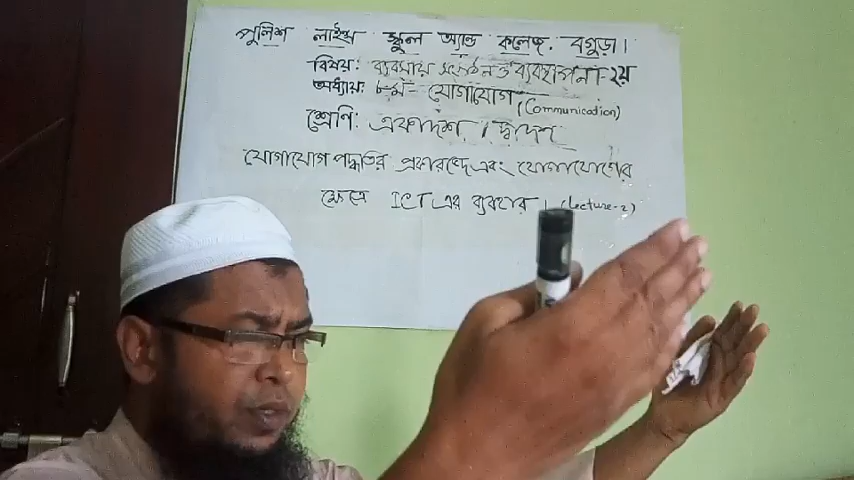 পুলিশ লাইন্স স্কুল অ্যান্ড কলেজ, বগুড়া।
বিষয়: ব্যবসায় সংগঠন ও ব্যবস্থাপনা ২য়
অধ্যায়: ৮ম- যোগাযোগ (Communication)
শ্রেণি: একাদশ / দ্বাদশ
যোগাযোগ পদ্ধতির প্রকারভেদ এবং যোগাযোগের
ক্ষেত্রে ICT এর ব্যবহার। (Lecture-2)